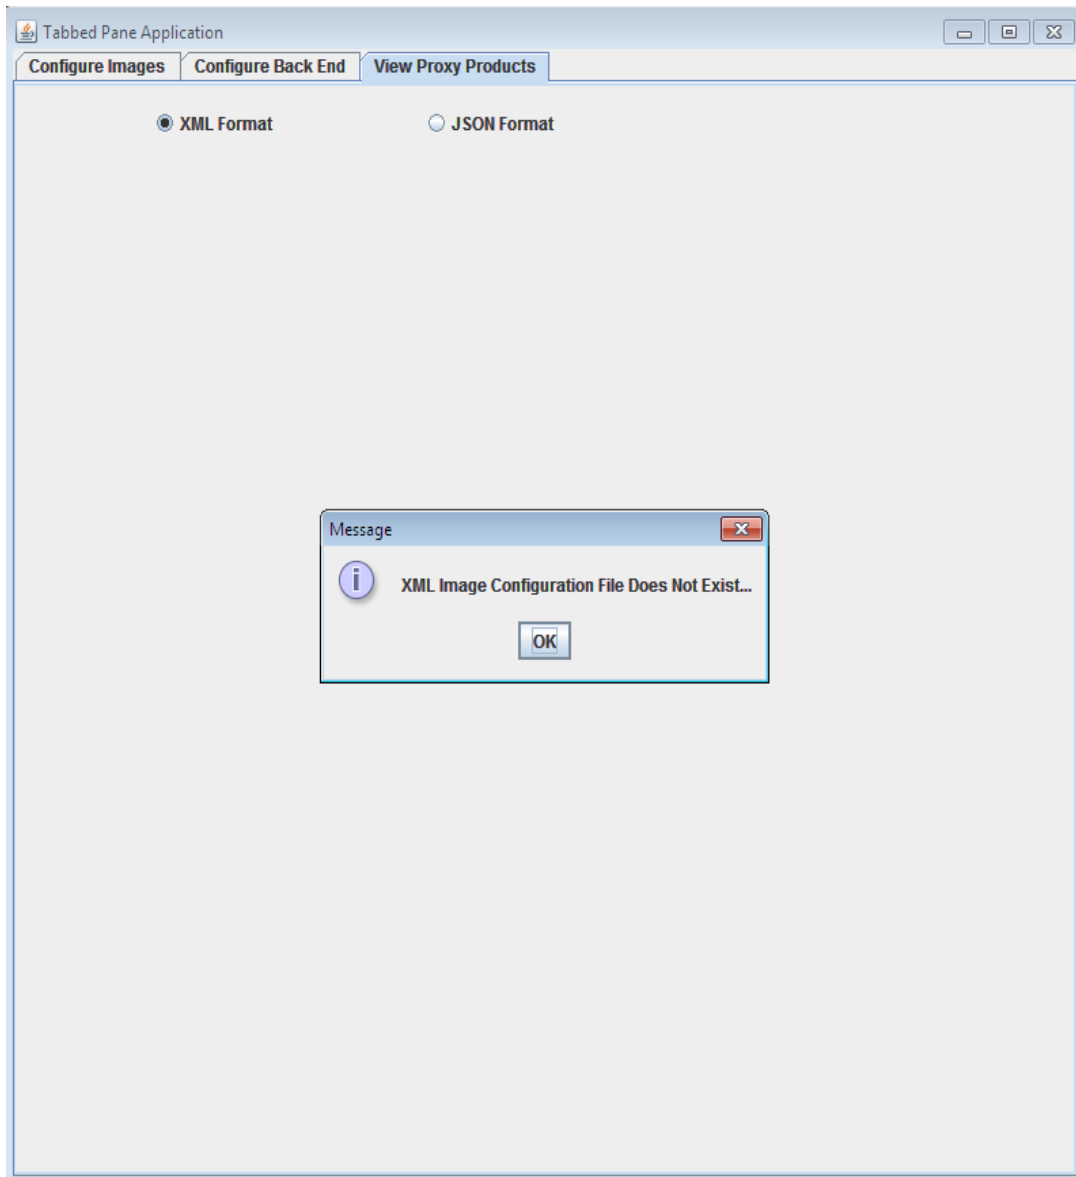 Tabbed Pane Application
Configure Images Configure Back End View Proxy Products
XML Format JSON Format
Message
XML Image Configuration File Does Not Exist...
OK